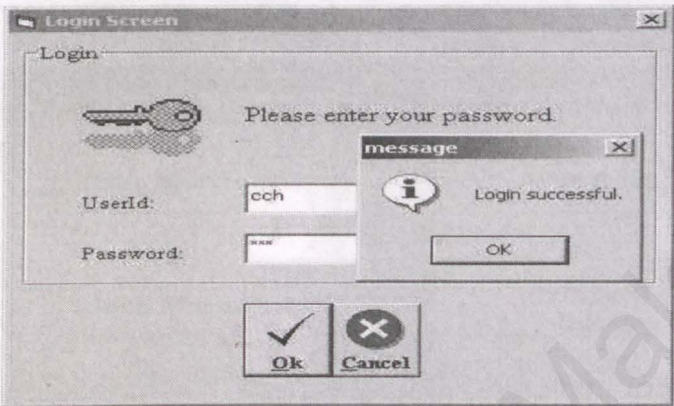 Login Screen
Login
Please enter your password.
message
Login successful.
OK
UserId:
cch
Password:
***
Ok
Cancel